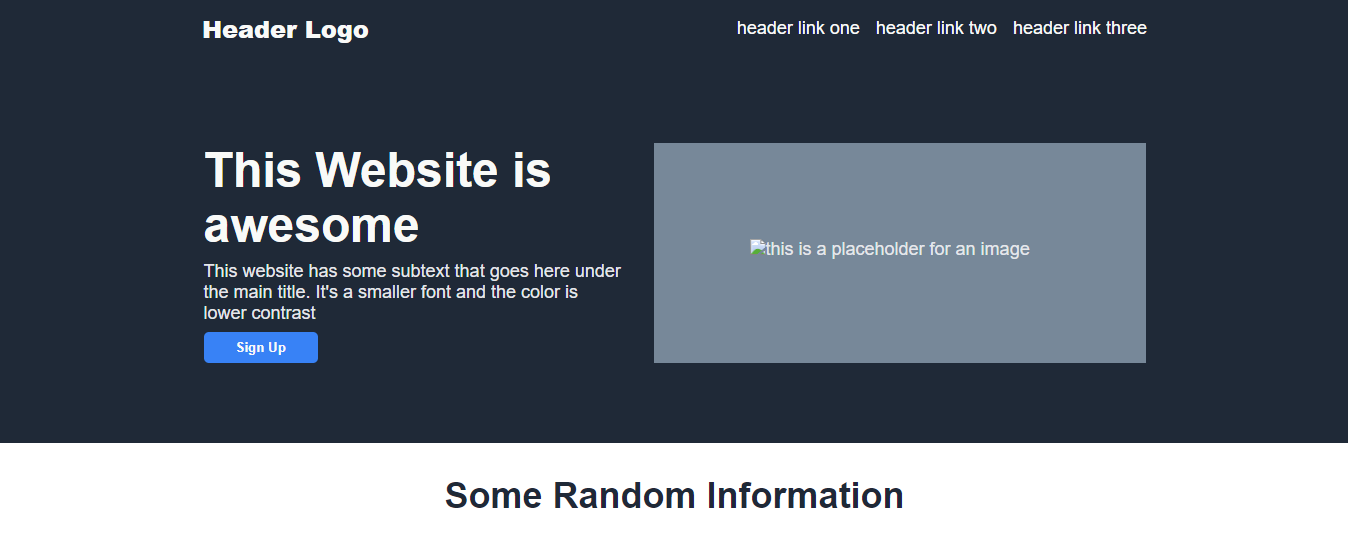 Header Logo
header link one header link two header link three
This Website is
awesome
This website has some subtext that goes here under
the main title. It's a smaller font and the color is
lower contrast
Sign Up
this is a placeholder for an image
Some Random Information